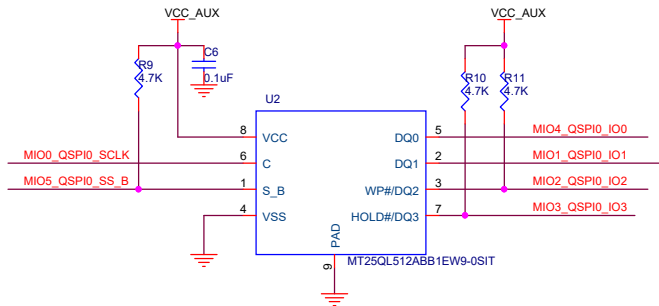 VCC_AUX
VCC_AUX
R9
4.7K
C6
0.1uF
R10
4.7K
R11
4.7K
U2
8
VCC
DQ0
5
MIO4_QSPI0_IO0
MIO0_QSPI0_SCLK
6
C
DQ1
2
MIO1_QSPI0_IO1
MIO5_QSPI0_SS_B
1
S_B
WP#/DQ2
3
MIO2_QSPI0_IO2
4
VSS
HOLD#/DQ3
7
MIO3_QSPI0_IO3
PAD
9
MT25QL512ABB1EW9-0SIT